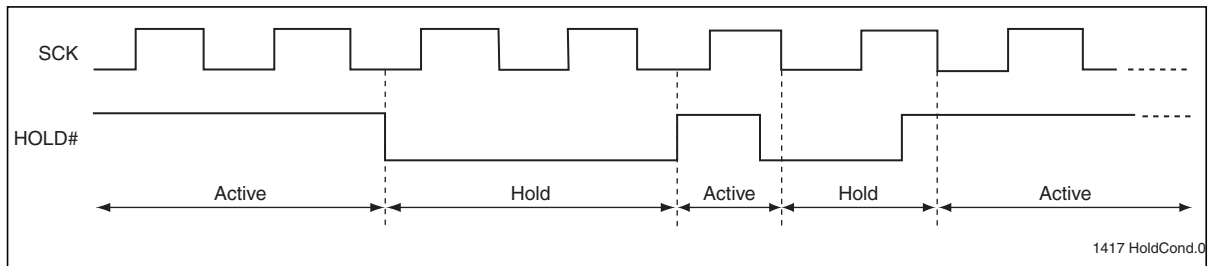 SCK
HOLD#
Active Hold Active Hold Active
1417 HoldCond.0